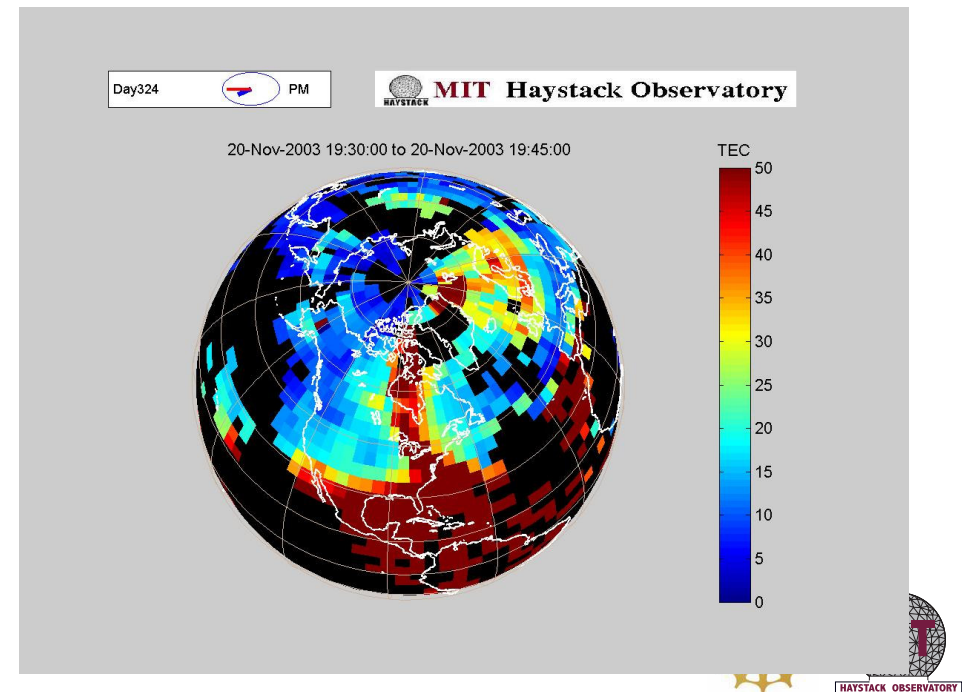 Day324 PM
HAYSTACK
MIT Haystack Observatory
20-Nov-2003 19:30:00 to 20-Nov-2003 19:45:00
TEC
50
45
40
35
30
25
20
15
10
5
0
T
HAYSTACK OBSERVATORY